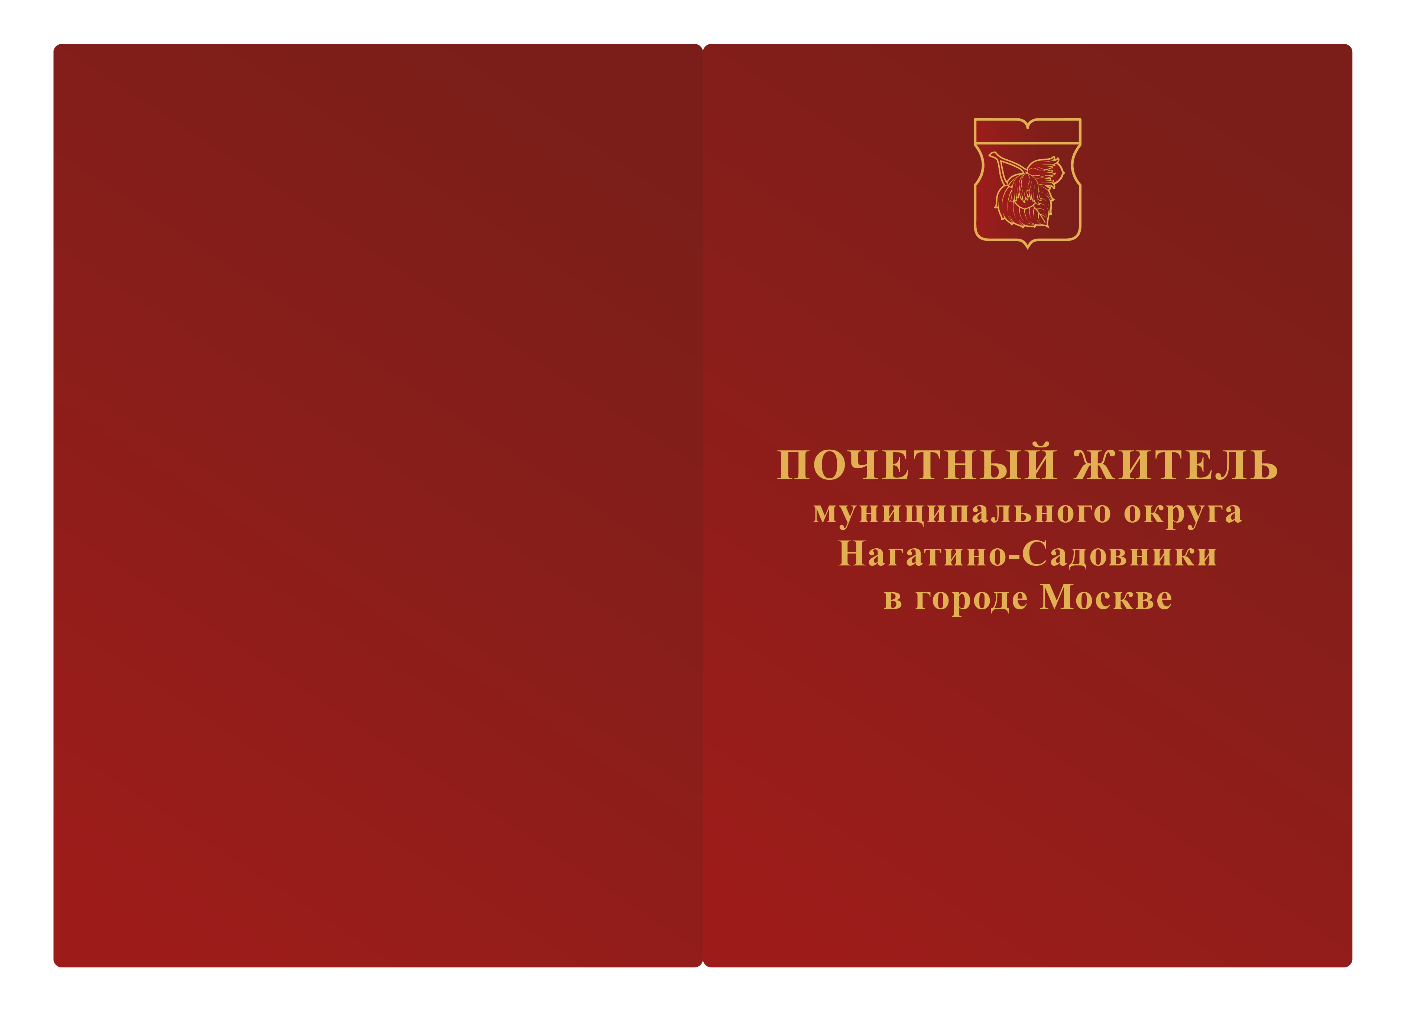 ПОЧЕТНЫЙ ЖИТЕЛЬ
муниципального округа
Нагатино-Садовники
в городе Москве